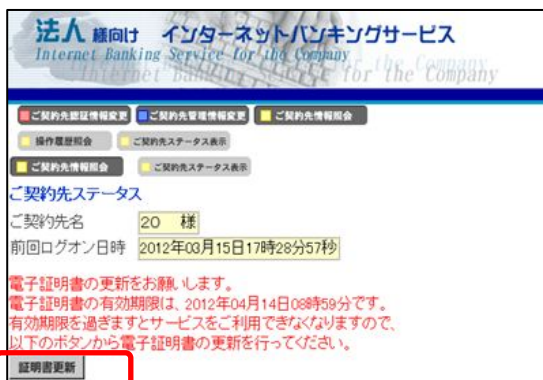 法人 様向け インターネットバンキングサービス
Internet Banking Service for the Company
ご契約先認証情報変更 ご契約先管理情報変更 ご契約先情報照会
操作履歴照会 ご契約先ステータス表示
ご契約先情報照会 ご契約先ステータス表示
ご契約先ステータス
ご契約先名 20 様
前回ログオン日時 2012年03月15日17時28分57秒
電子証明書の更新をお願いします。
電子証明書の有効期限は、2012年04月14日08時59分です。
有効期限を過ぎますとサービスをご利用できなくなりますので、
以下のボタンから電子証明書の更新を行ってください。
証明書更新